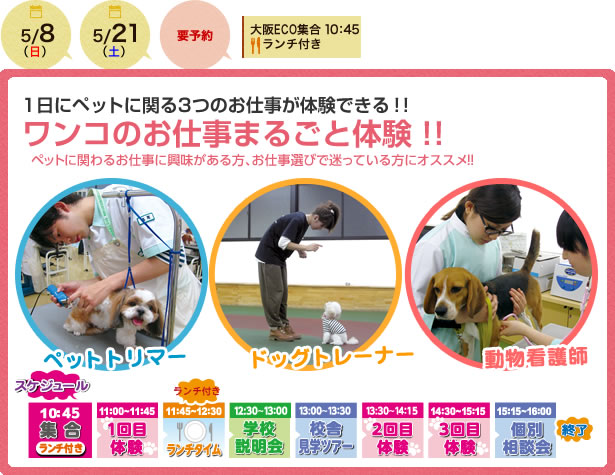 5/8
(日)
5/21
(土)
要予約
大阪ECO集合 10:45
ランチ付き
1日にペットに関る3つのお仕事が体験できる!!
ワンコのお仕事まるごと体験!!
ペットに関わるお仕事に興味がある方、お仕事選びで迷っている方にオススメ!!
ペットトリマー
ドッグトレーナー
動物看護師
スケジュール
10:45
集合
ランチ付き
11:00~11:45
1回目
体験
ランチ付き
11:45~12:30
ランチタイム
12:30~13:00
学校
説明会
13:00~13:30
校舎
見学ツアー
13:30~14:15
2回目
体験
14:30~15:15
3回目
体験
15:15~16:00
個別
相談会
終了